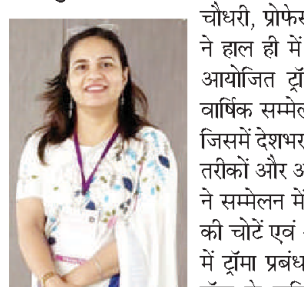 चौधरी, प्रोफेस
ने हाल ही में
आयोजित ट्रॉ
वार्षिक सम्मेल
जिसमें देशभर
तरीकों और अ
ने सम्मेलन में
की चोटें एवं
में ट्रॉमा प्रबंध